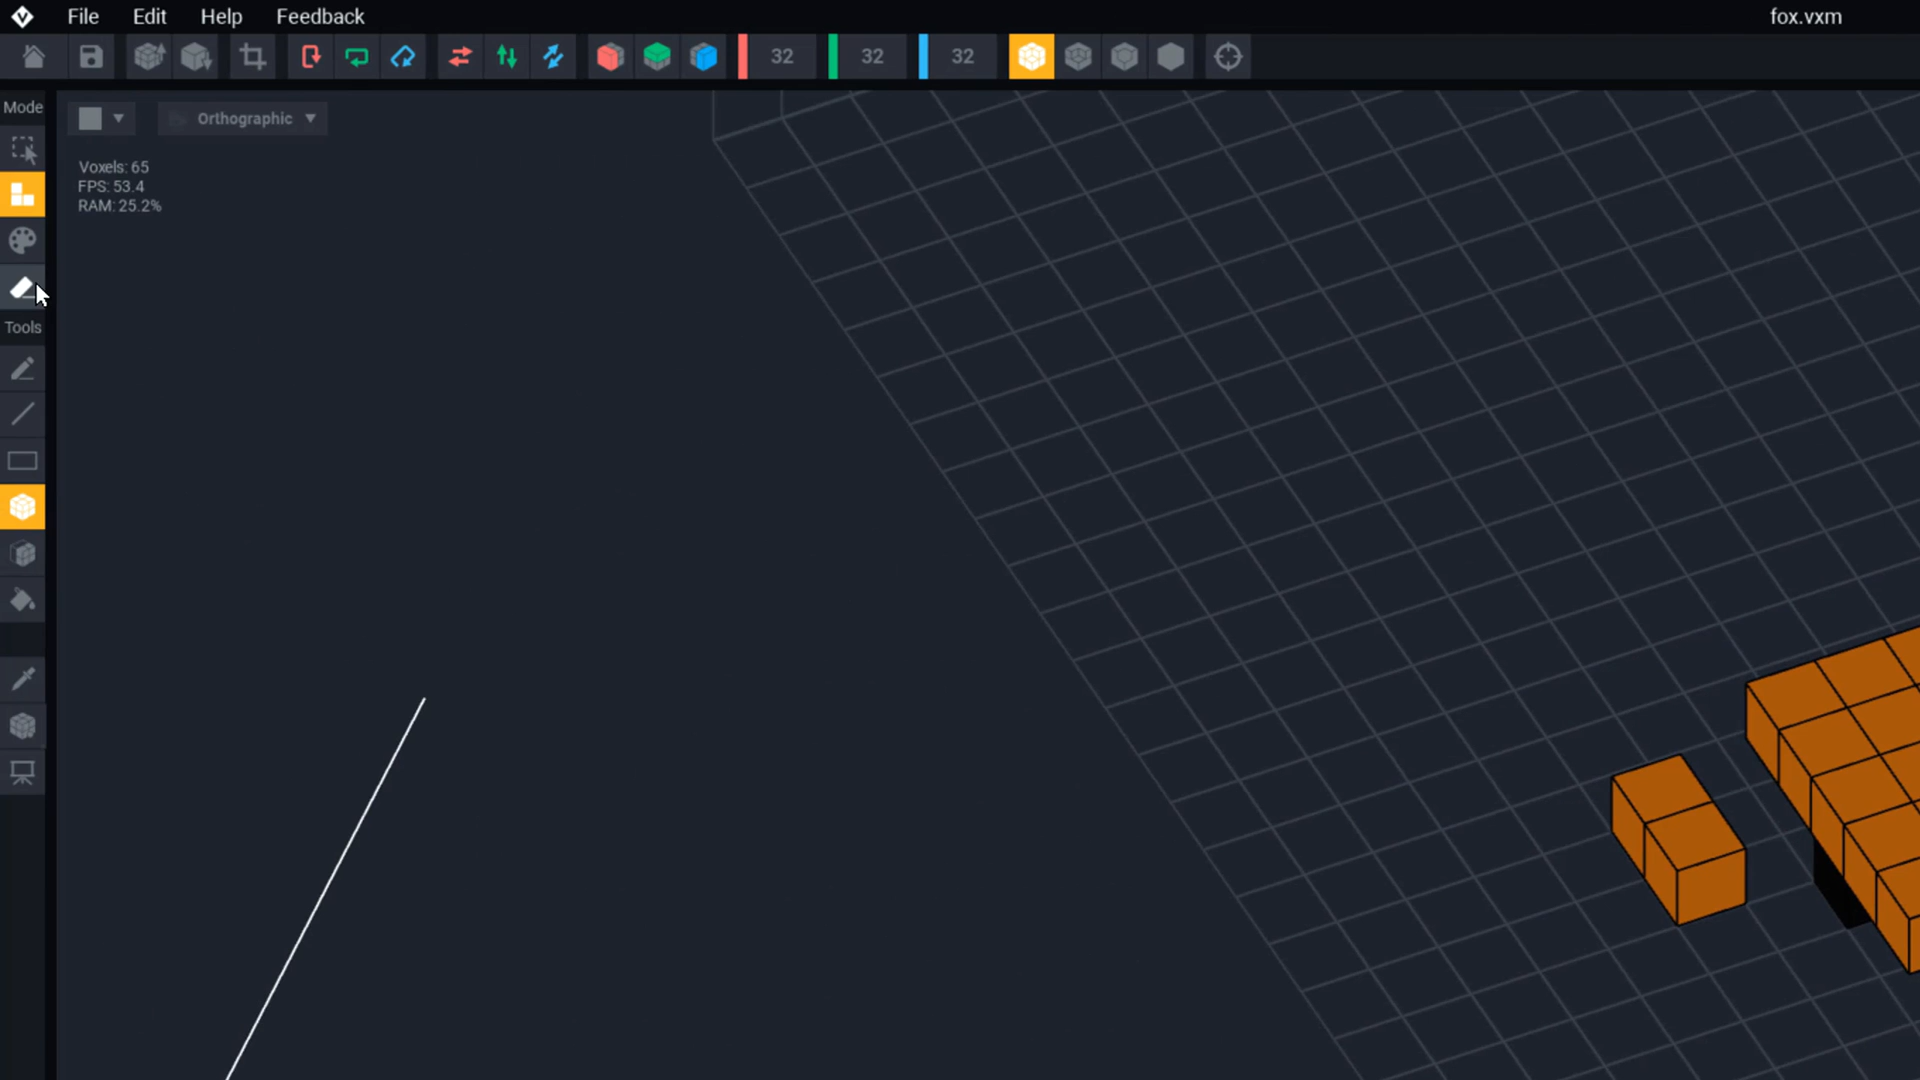 File Edit Help Feedback fox.vxm
32 32 32
Mode
Orthographic
Voxels: 65
FPS: 53.4
RAM: 25.2%
Tools